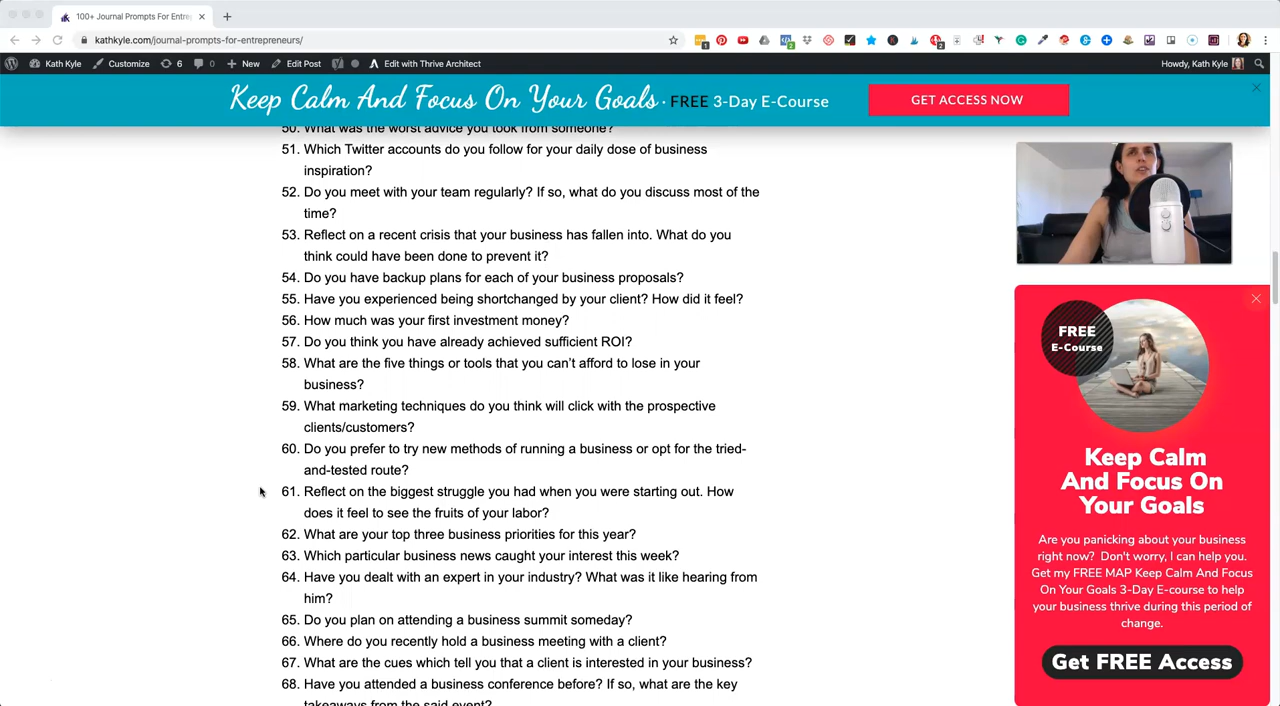 100+ Journal Prompts For Entre
kathkyle.com/journal-prompts-for-entrepreneurs/
Kath Kyle
Customize
6
0
New
Edit Post
Edit with Thrive Architect
Howdy, Kath Kyle
Keep Calm And Focus On Your Goals · FREE 3-Day E-Course
GET ACCESS NOW
50. What was the worst advice you took from someone?
51. Which Twitter accounts do you follow for your daily dose of business
inspiration?
52. Do you meet with your team regularly? If so, what do you discuss most of the
time?
53. Reflect on a recent crisis that your business has fallen into. What do you
think could have been done to prevent it?
54. Do you have backup plans for each of your business proposals?
55. Have you experienced being shortchanged by your client? How did it feel?
56. How much was your first investment money?
57. Do you think you have already achieved sufficient ROI?
58. What are the five things or tools that you can’t afford to lose in your
business?
59. What marketing techniques do you think will click with the prospective
clients/customers?
60. Do you prefer to try new methods of running a business or opt for the tried-
and-tested route?
61. Reflect on the biggest struggle you had when you were starting out. How
does it feel to see the fruits of your labor?
62. What are your top three business priorities for this year?
63. Which particular business news caught your interest this week?
64. Have you dealt with an expert in your industry? What was it like hearing from
him?
65. Do you plan on attending a business summit someday?
66. Where do you recently hold a business meeting with a client?
67. What are the cues which tell you that a client is interested in your business?
68. Have you attended a business conference before? If so, what are the key
takeaways from the said event?
FREE
E-Course
Keep Calm
And Focus On
Your Goals
Are you panicking about your business
right now? Don't worry, I can help you.
Get my FREE MAP Keep Calm And Focus
On Your Goals 3-Day E-course to help
your business thrive during this period of
change.
Get FREE Access